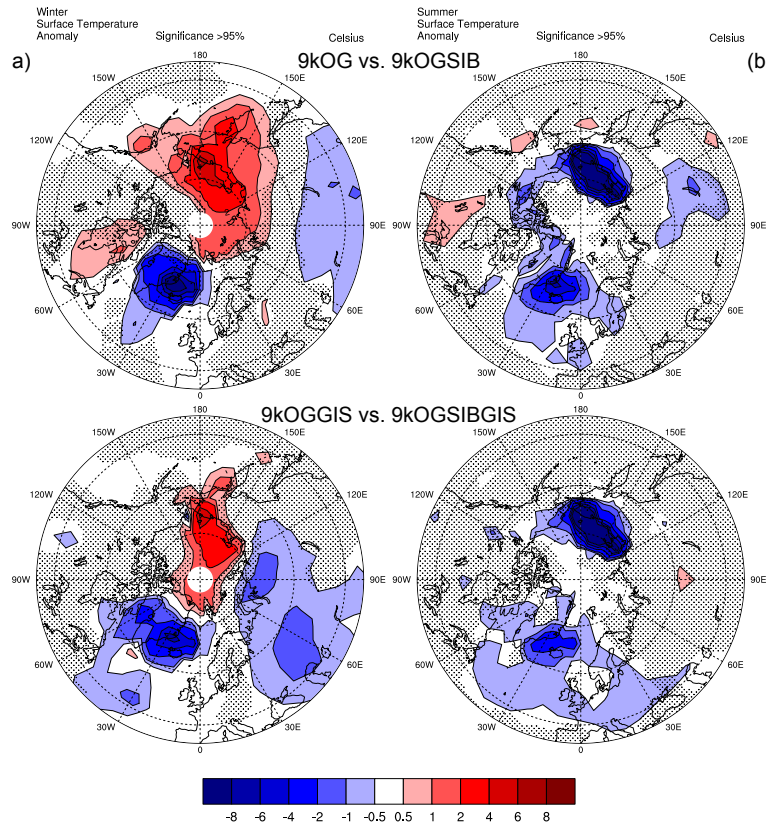 Winter
Surface Temperature
Anomaly Significance >95% Celsius
Summer
Surface Temperature
Anomaly Significance >95% Celsius
a) 9kOG vs. 9kOGSIB (b)
180
150W 150E
120W 120E
90W 90E
60W 60E
30W 30E
0
180
150W 150E
120W 120E
90W 90E
60W 60E
30W 30E
0
9kOGGIS vs. 9kOGSIBGIS
180
150W 150E
120W 120E
90W 90E
60W 60E
30W 30E
0
180
150W 150E
120W 120E
90W 90E
60W 60E
30W 30E
0
-8 -6 -4 -2 -1 -0.5 0.5 1 2 4 6 8